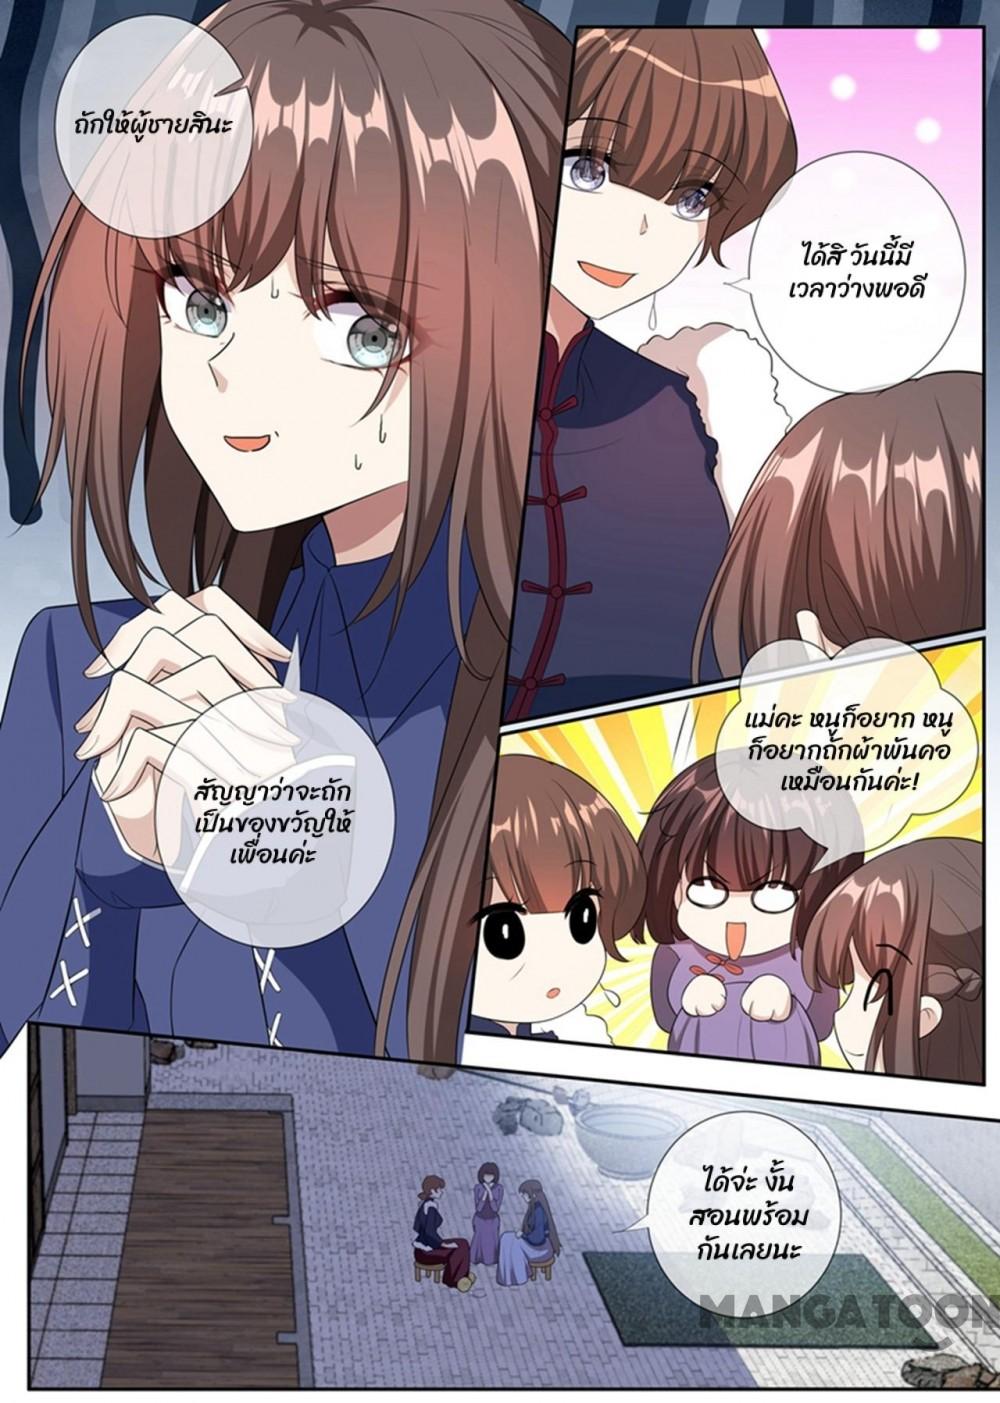 ถักให้ผู้ชายสินะ
ได้สิ วันนี้มี
เวลาว่างพอดี
สัญญาว่าจะถัก
เป็นของขวัญให้
เพื่อนค่ะ
แม่คะ หนูก็อยาก หนู
ก็อยากถักผ้าพันคอ
เหมือนกันค่ะ!
ได้จ่ะ งั้น
สอนพร้อม
กันเลยนะ
MANGATOON